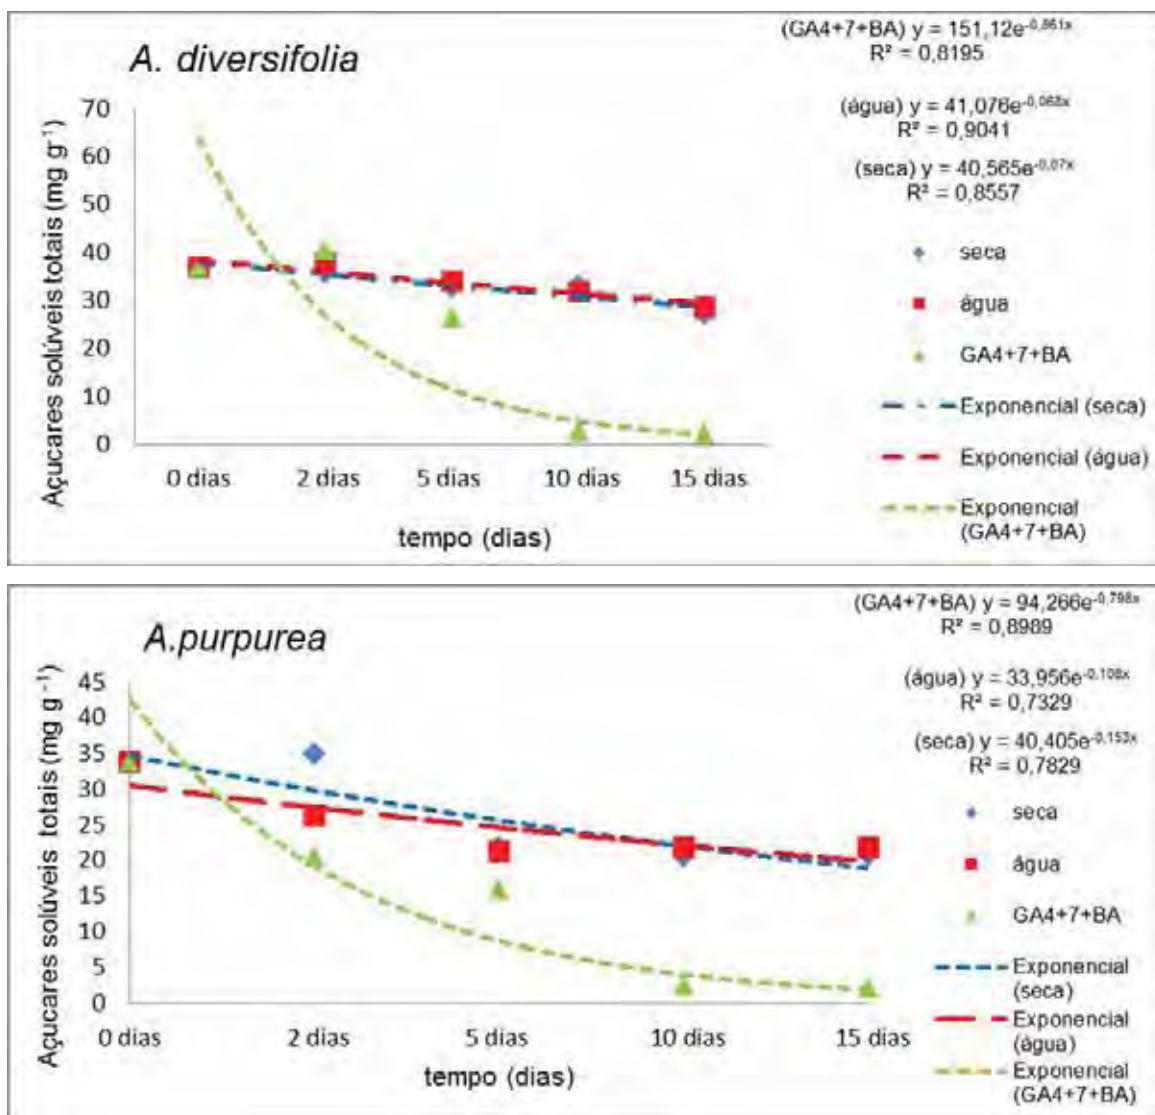 A. diversifolia
(GA4+7+BA) y = 151,12e-0,861x
R² = 0,8195
(água) y = 41,076e-0,068x
R² = 0,9041
(seca) y = 40,565e-0,07x
R² = 0,8557
Açucares solúveis totais (mg g-1)
70
60
50
40
30
20
10
0
0 dias 2 dias 5 dias 10 dias 15 dias
tempo (dias)
seca
água
GA4+7+BA
Exponencial (seca)
Exponencial (água)
Exponencial
(GA4+7+BA)
A.purpurea
(GA4+7+BA) y = 94,266e-0,798x
R² = 0,8989
(água) y = 33,956e-0,108x
R² = 0,7329
(seca) y = 40,405e-0,153x
R² = 0,7829
Açucares solúveis totais (mg g -1)
45
40
35
30
25
20
15
10
5
0
0 dias 2 dias 5 dias 10 dias 15 dias
tempo (dias)
seca
água
GA4+7+BA
Exponencial
(seca)
Exponencial
(água)
Exponencial
(GA4+7+BA)